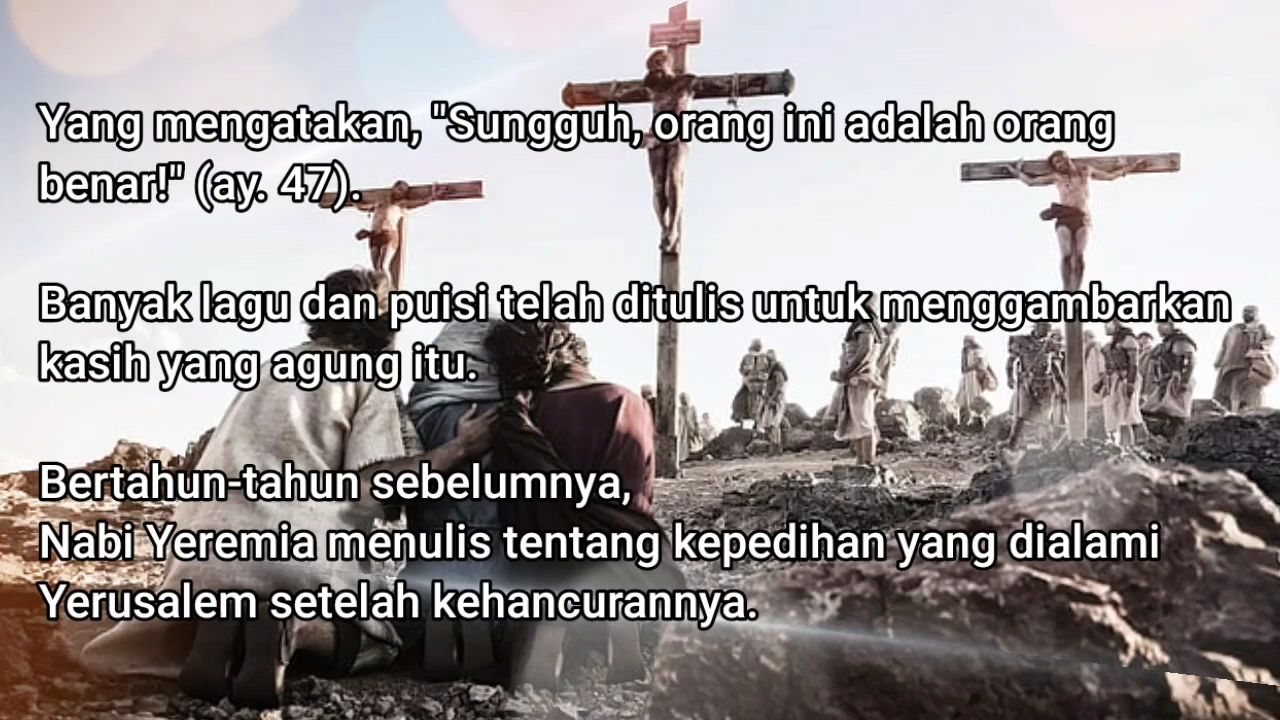 Yang mengatakan, "Sungguh, orang ini adalah orang
benar!" (ay. 47).
Banyak lagu dan puisi telah ditulis untuk menggambarkan
kasih yang agung itu.
Bertahun-tahun sebelumnya,
Nabi Yeremia menulis tentang kepedihan yang dialami
Yerusalem setelah kehancurannya.